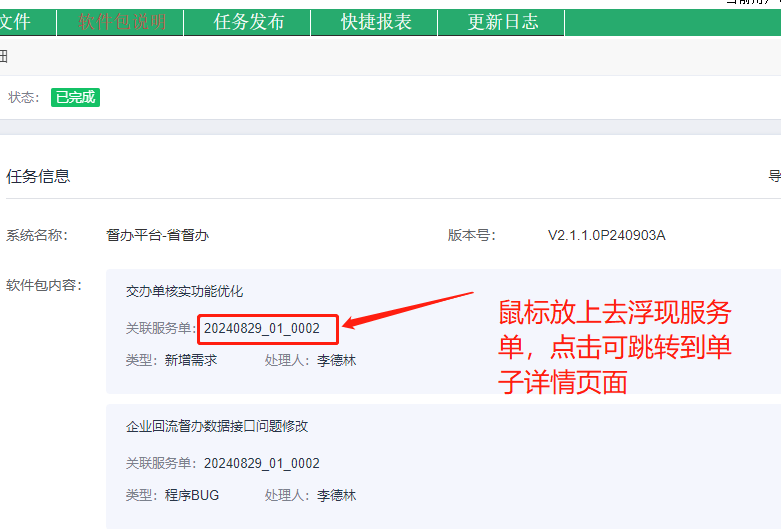 文件 软件包说明 任务发布 快捷报表 更新日志
状态： 已完成
任务信息
系统名称： 督办平台-省督办 版本号： V2.1.1.0P240903A
软件包内容：
交办单核实功能优化
关联服务单： 20240829_01_0002
类型： 新增需求 处理人： 李德林
鼠标放上去浮现服务
单，点击可跳转到单
子详情页面
企业回流督办数据接口问题修改
关联服务单： 20240829_01_0002
类型： 程序BUG 处理人： 李德林